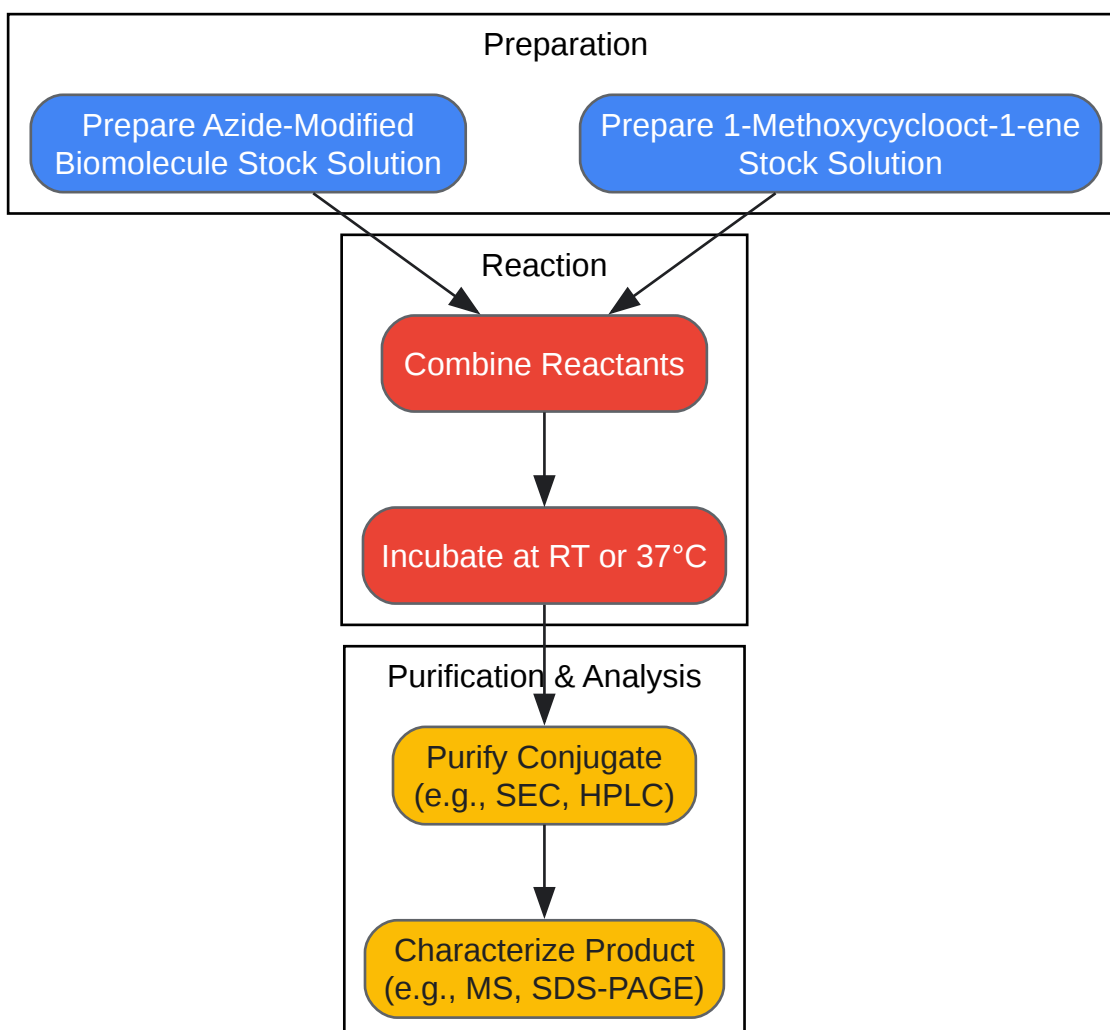 Preparation
Prepare Azide-Modified
Biomolecule Stock Solution
Prepare 1-Methoxycyclooct-1-ene
Stock Solution
Reaction
Combine Reactants
Incubate at RT or 37°C
Purification & Analysis
Purify Conjugate
(e.g., SEC, HPLC)
Characterize Product
(e.g., MS, SDS-PAGE)